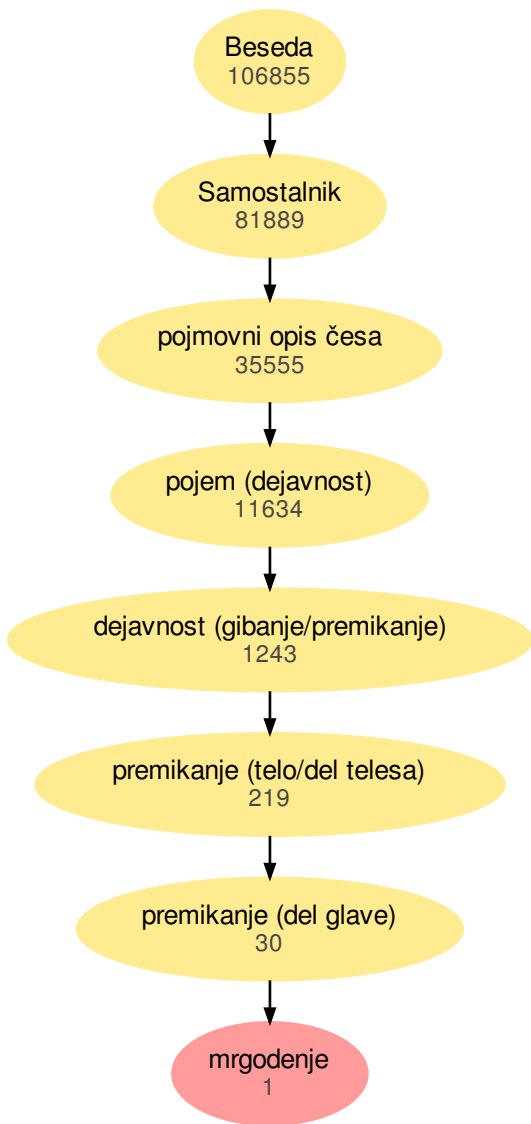 Beseda
106855
Samostalnik
81889
pojmovni opis česa
35555
pojem (dejavnost)
11634
dejavnost (gibanje/premikanje)
1243
premikanje (telo/del telesa)
219
premikanje (del glave)
30
mrgodenje
1